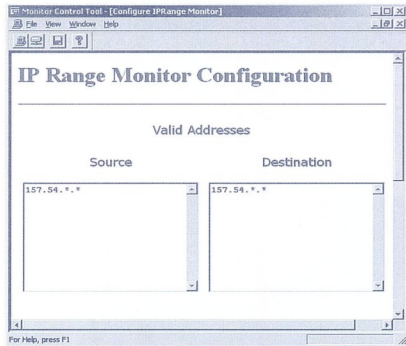 Monitor Control Tool - [Configure IPRange Monitor]
File View Window Help
IP Range Monitor Configuration
Valid Addresses
Source Destination
157.54.*.* 157.54.*.*
For Help, press F1